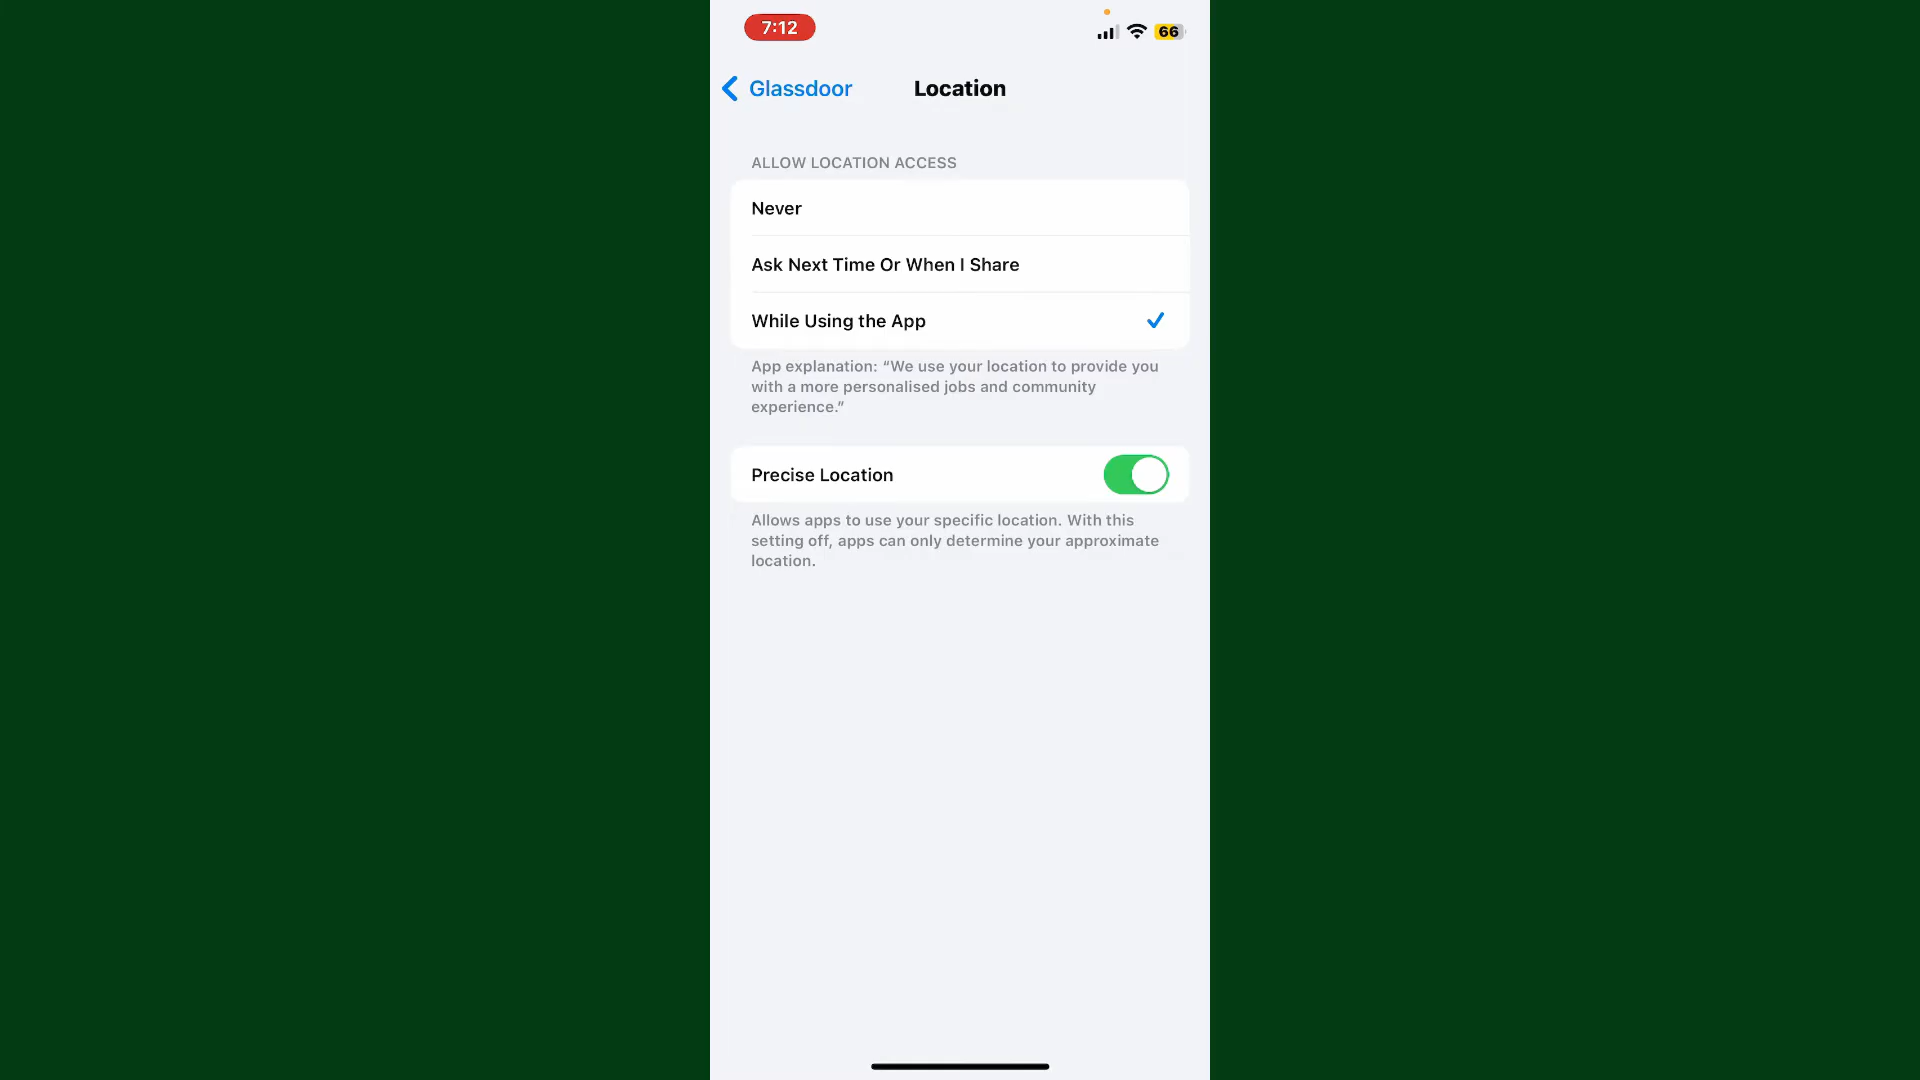 7:12
66
Glassdoor
Location
ALLOW LOCATION ACCESS
Never
Ask Next Time Or When I Share
While Using the App
App explanation: “We use your location to provide you
with a more personalised jobs and community
experience.”
Precise Location
Allows apps to use your specific location. With this
setting off, apps can only determine your approximate
location.